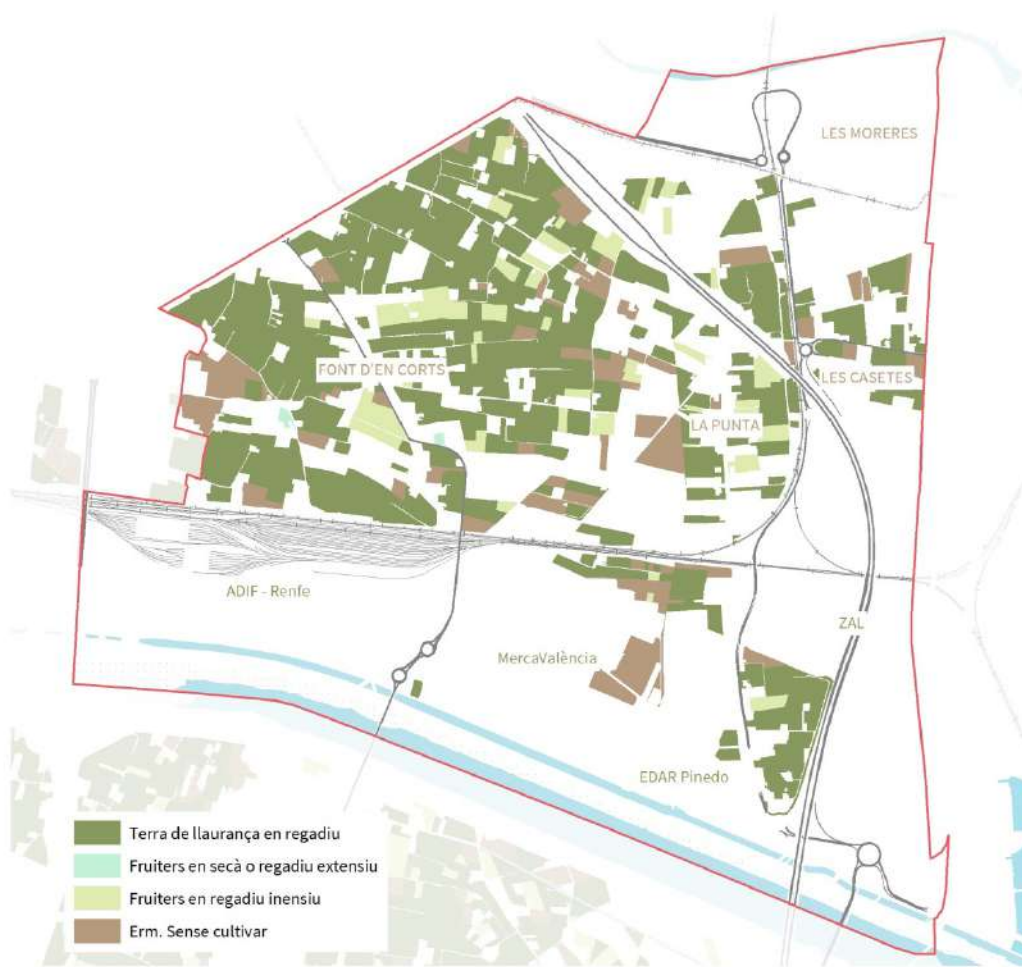 LES MORERES
FONT D'EN CORTS
LES CASETES
LA PUNTA
ADIF - Renfe
ZAL
MercaValència
EDAR Pinedo
Terra de llaurança en regadiu
Fruiters en secà o regadiu extensiu
Fruiters en regadiu inensiu
Erm. Sense cultivar